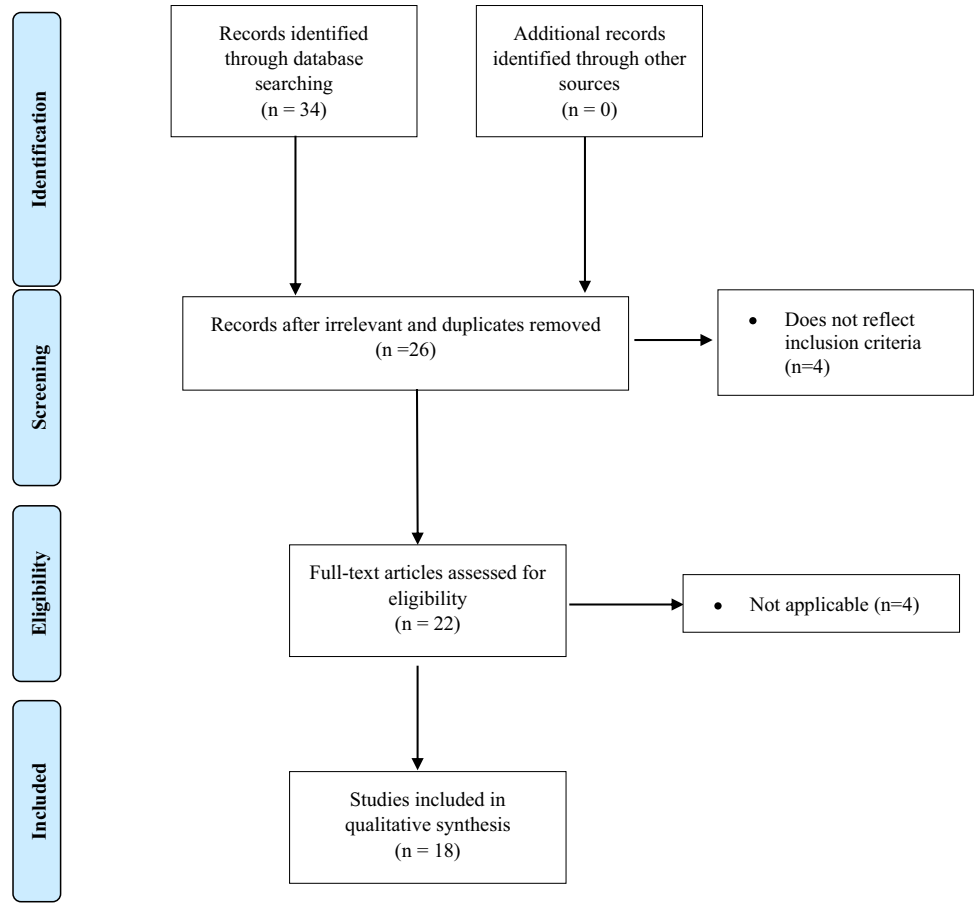 Identification
Records identified
through database
searching
(n = 34)
Additional records
identified through other
sources
(n = 0)
Screening
Records after irrelevant and duplicates removed
(n =26)
• Does not reflect
inclusion criteria
(n=4)
Eligibility
Full-text articles assessed for
eligibility
(n = 22)
• Not applicable (n=4)
Included
Studies included in
qualitative synthesis
(n = 18)